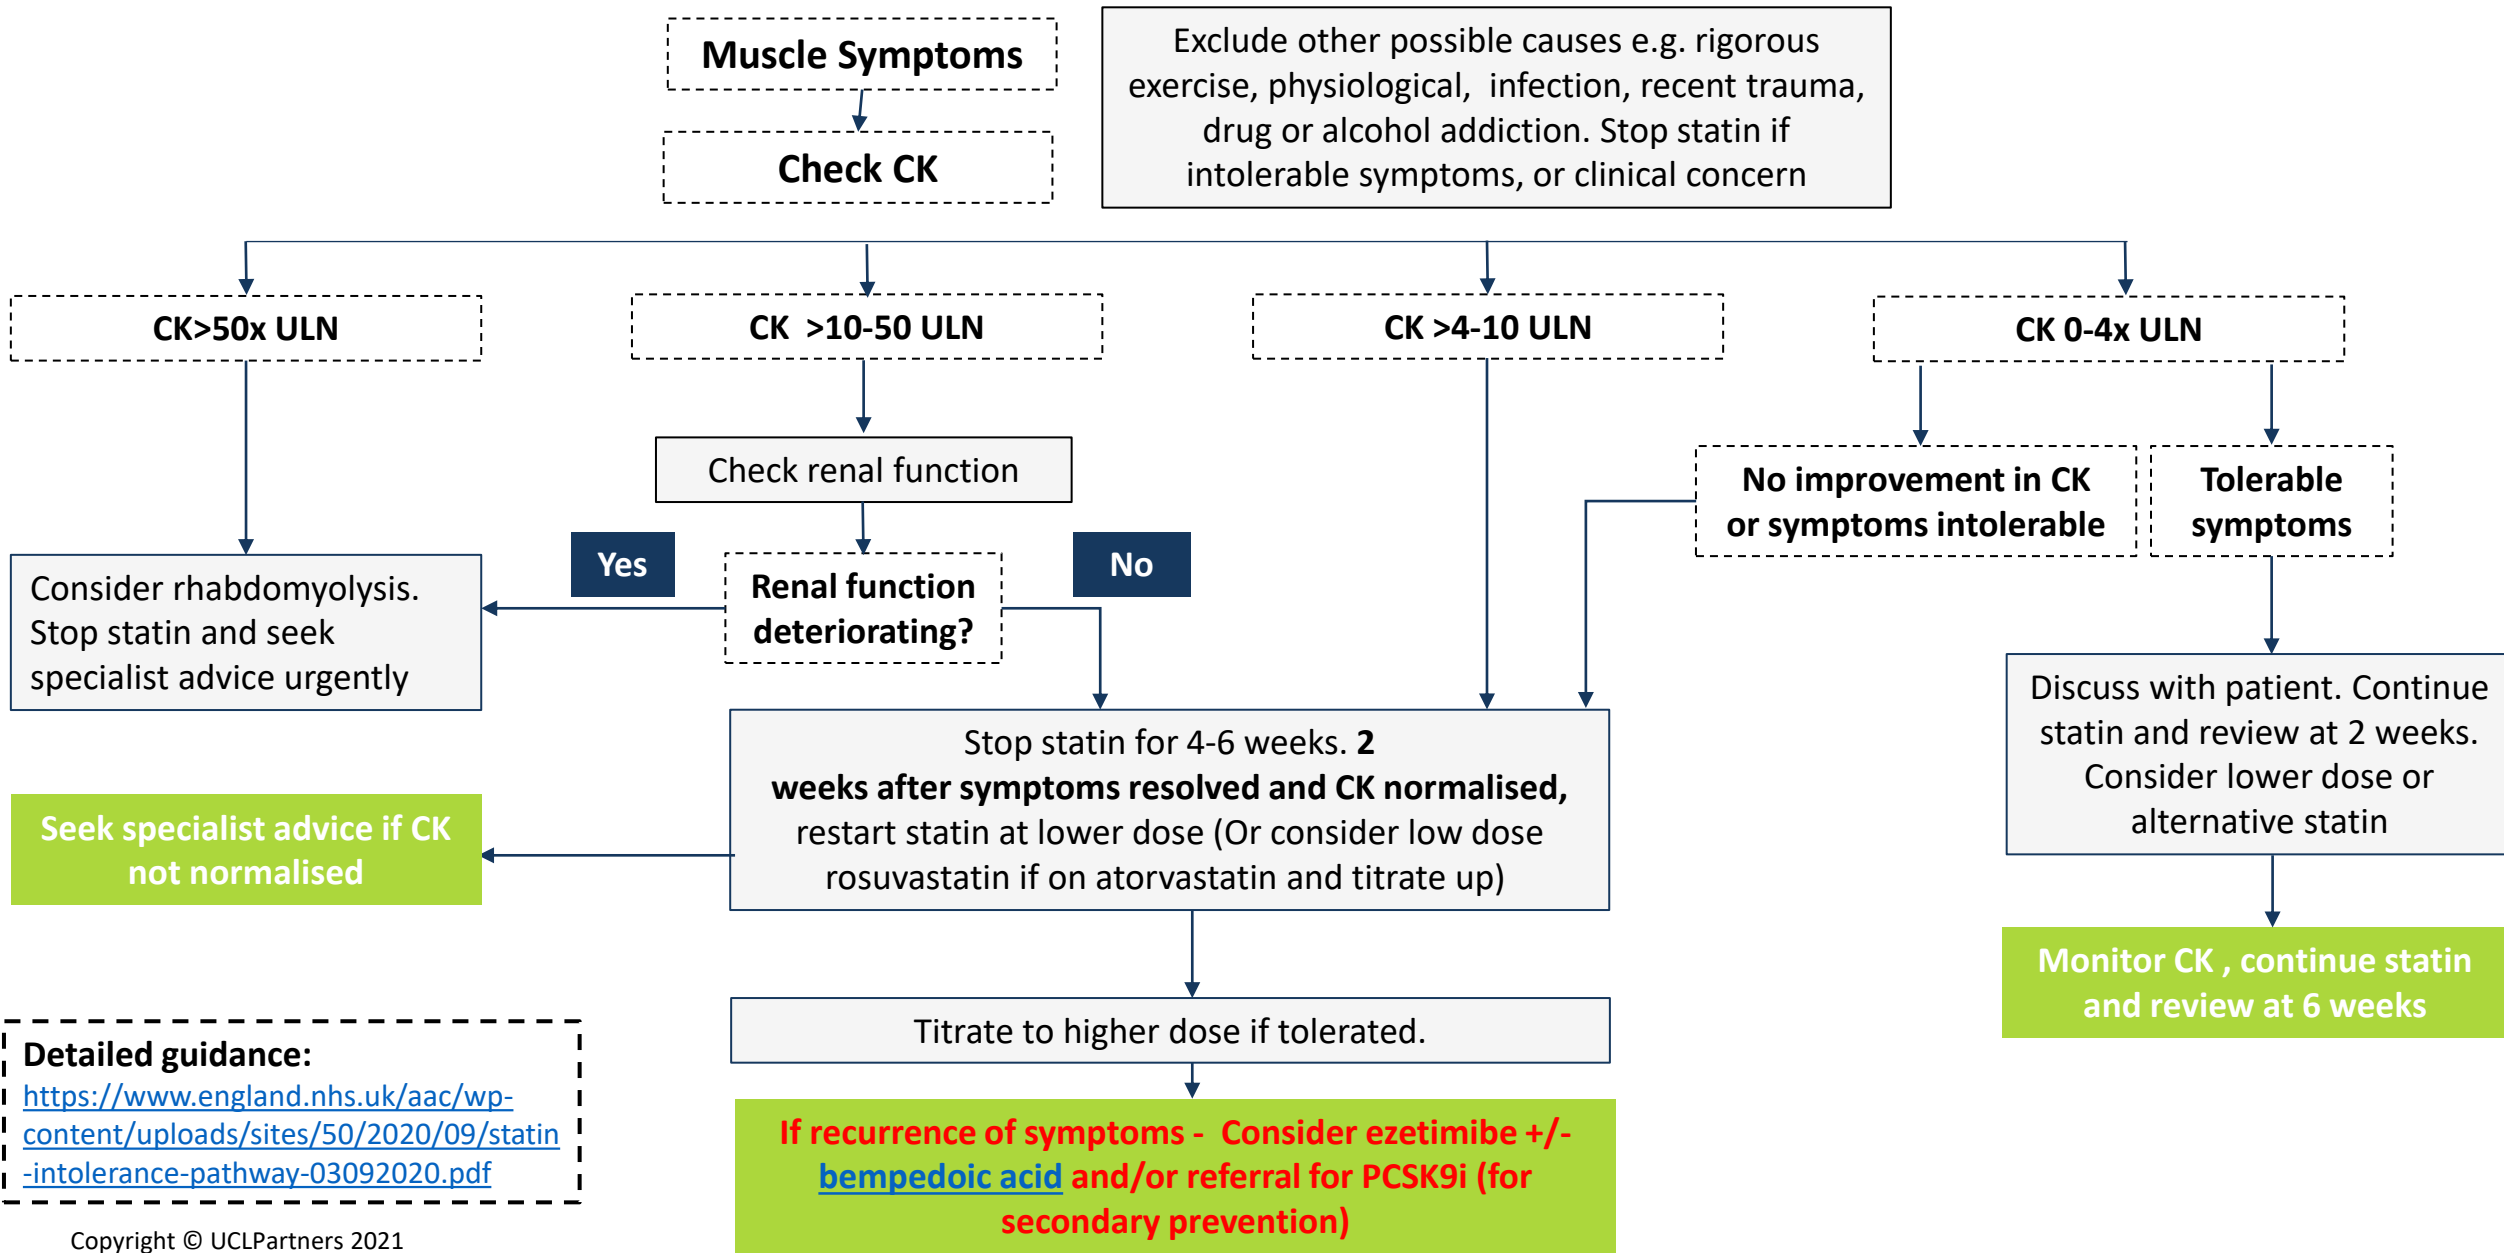 Muscle Symptoms
Check CK
Exclude other possible causes e.g. rigorous
exercise, physiological, infection, recent trauma,
drug or alcohol addiction. Stop statin if
intolerable symptoms, or clinical concern
CK>50x ULN
CK >10-50 ULN
CK >4-10 ULN
CK 0-4x ULN
Check renal function
No improvement in CK
or symptoms intolerable
Tolerable
symptoms
Yes
No
Renal function
deteriorating?
Consider rhabdomyolysis.
Stop statin and seek
specialist advice urgently
Stop statin for 4-6 weeks. 2
weeks after symptoms resolved and CK normalised,
restart statin at lower dose (Or consider low dose
rosuvastatin if on atorvastatin and titrate up)
Discuss with patient. Continue
statin and review at 2 weeks.
Consider lower dose or
alternative statin
Seek specialist advice if CK
not normalised
Monitor CK , continue statin
and review at 6 weeks
Titrate to higher dose if tolerated.
If recurrence of symptoms - Consider ezetimibe +/-
bempedoic acid and/or referral for PCSK9i (for
secondary prevention)
Detailed guidance:
https://www.england.nhs.uk/aac/wp-
content/uploads/sites/50/2020/09/statin
-intolerance-pathway-03092020.pdf
Copyright © UCLPartners 2021